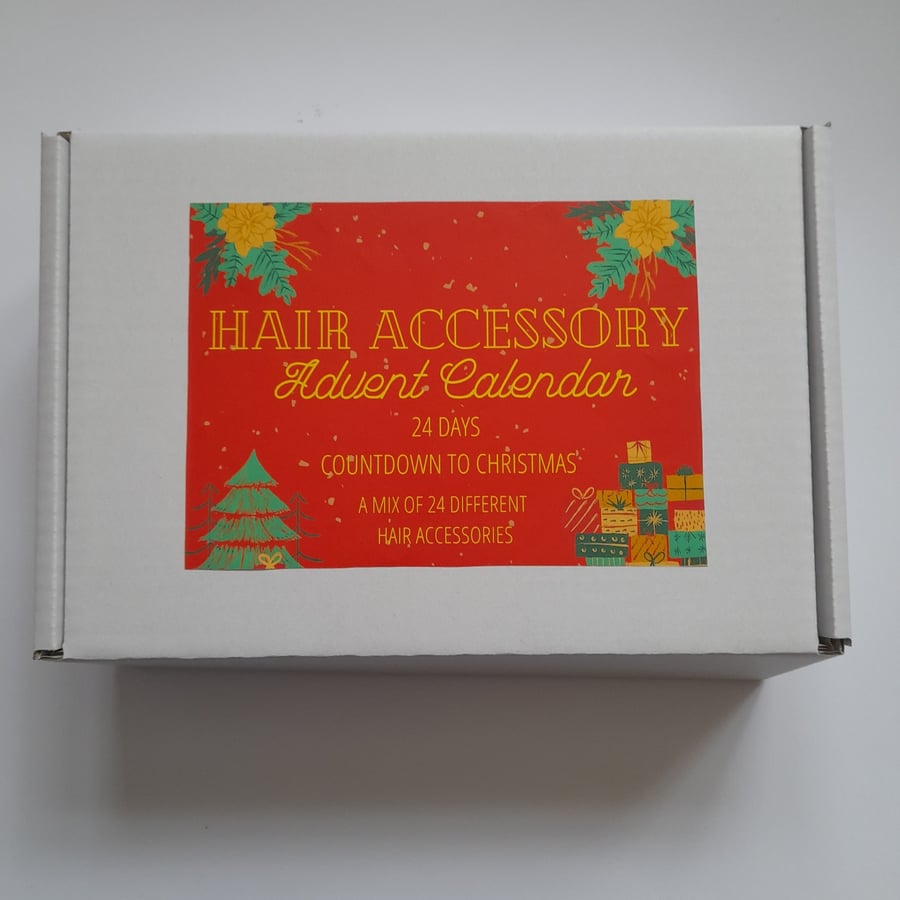 HAIR ACCESSORY
Advent Calendar
24 DAYS
COUNTDOWN TO CHRISTMAS
A MIX OF 24 DIFFERENT
HAIR ACCESSORIES